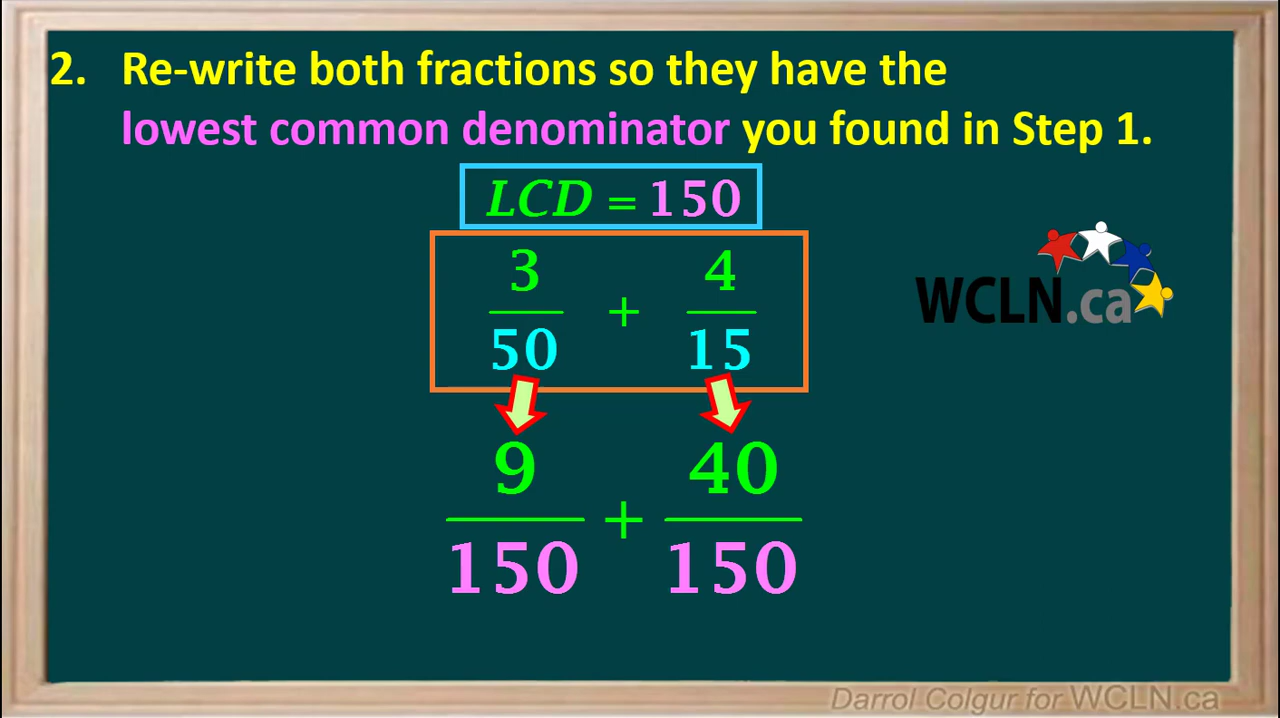 2. Re-write both fractions so they have the
lowest common denominator you found in Step 1.
LCD = 150
3/50 + 4/15
WCLN.ca
9/150 + 40/150
Darrol Colgur for WCLN.ca